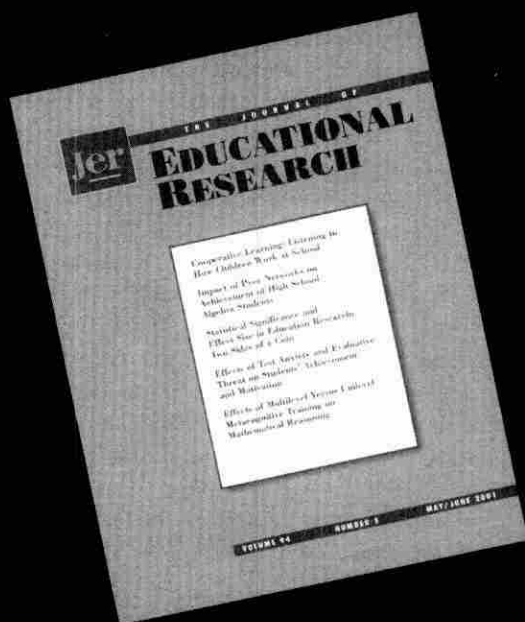 THE JOURNAL OF
jer
EDUCATIONAL
RESEARCH
Cooperative Learning: Listening to
How Children Work at School
Impact of Peer Networks on
Achievement of High School
Algebra Students
Statistical Significance and
Effect Size in Education Research:
Two Sides of a Coin
Effects of Test Anxiety and Evaluative
Threat on Students' Achievement
and Motivation
Effects of Multilevel Versus Unilevel
Metacognitive Training on
Mathematical Reasoning
VOLUME 94 NUMBER 5 MAY/JUNE 2001